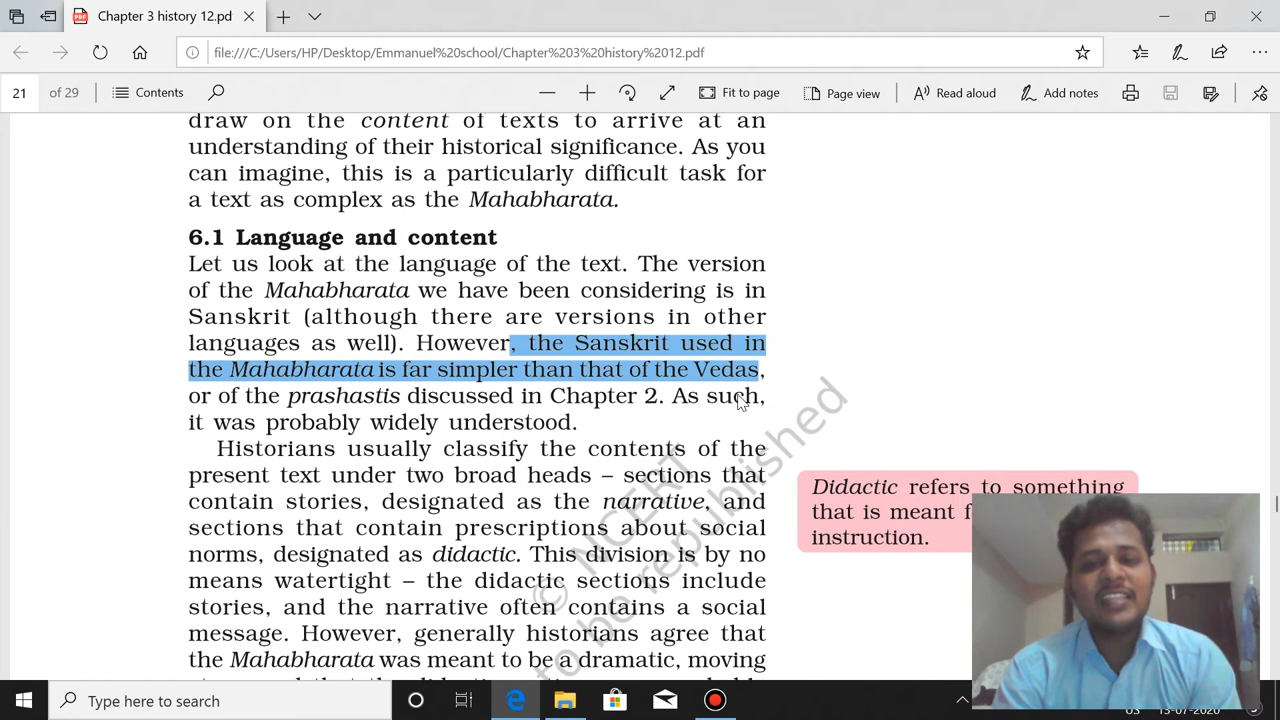 Chapter 3 history 12.pd
file:///C:/Users/HP/Desktop/Emmanuel%20school/Chapter%203%20history%2012.pdf
21 of 29 Contents Fit to page Page view Read aloud Add notes
draw on the content of texts to arrive at an
understanding of their historical significance. As you
can imagine, this is a particularly difficult task for
a text as complex as the Mahabharata.
6.1 Language and content
Let us look at the language of the text. The version
of the Mahabharata we have been considering is in
Sanskrit (although there are versions in other
languages as well). However, the Sanskrit used in
the Mahabharata is far simpler than that of the Vedas,
or of the prashastis discussed in Chapter 2. As such,
it was probably widely understood.
Historians usually classify the contents of the
present text under two broad heads – sections that
contain stories, designated as the narrative, and
sections that contain prescriptions about social
norms, designated as didactic. This division is by no
means watertight – the didactic sections include
stories, and the narrative often contains a social
message. However, generally historians agree that
the Mahabharata was meant to be a dramatic, moving
Didactic refers to something
that is meant
instruction.
© NCERT
to be republished
Type here to search
13-07-2020